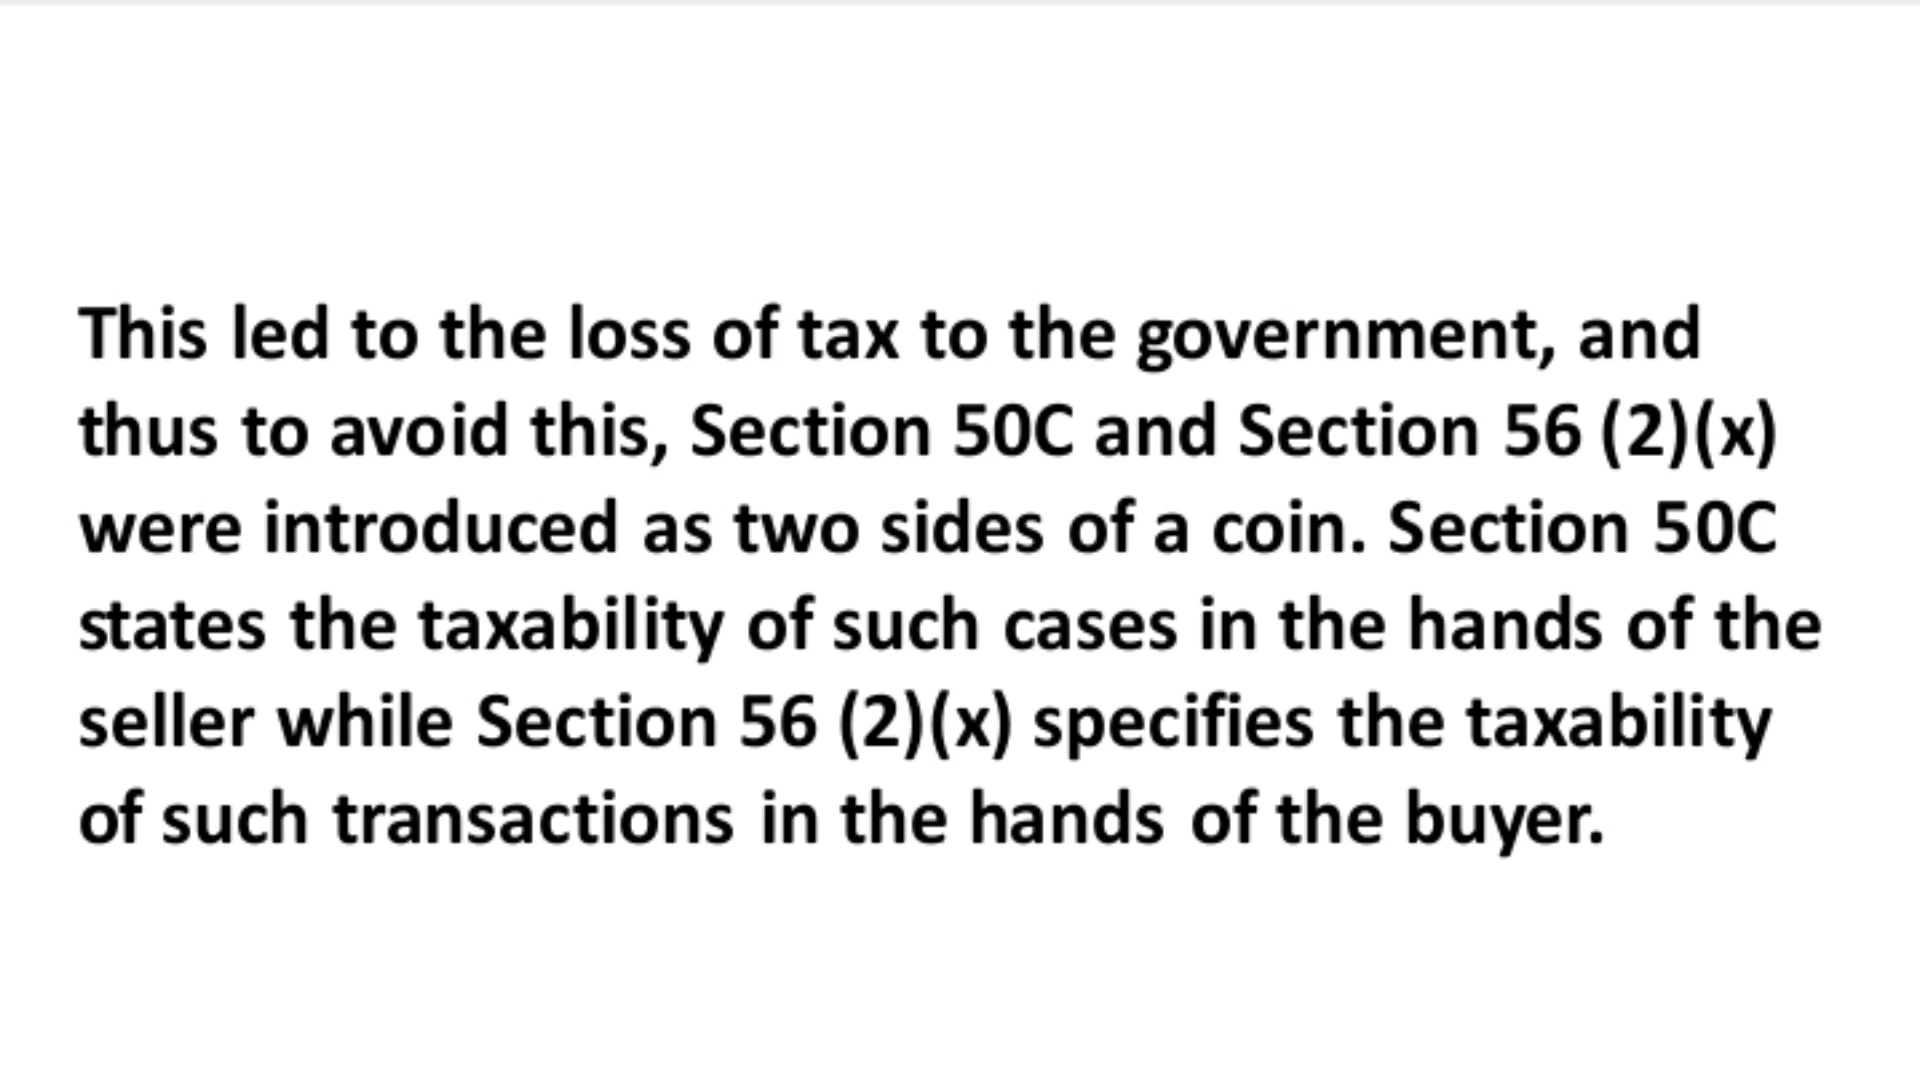 This led to the loss of tax to the government, and
thus to avoid this, Section 50C and Section 56 (2)(x)
were introduced as two sides of a coin. Section 50C
states the taxability of such cases in the hands of the
seller while Section 56 (2)(x) specifies the taxability
of such transactions in the hands of the buyer.